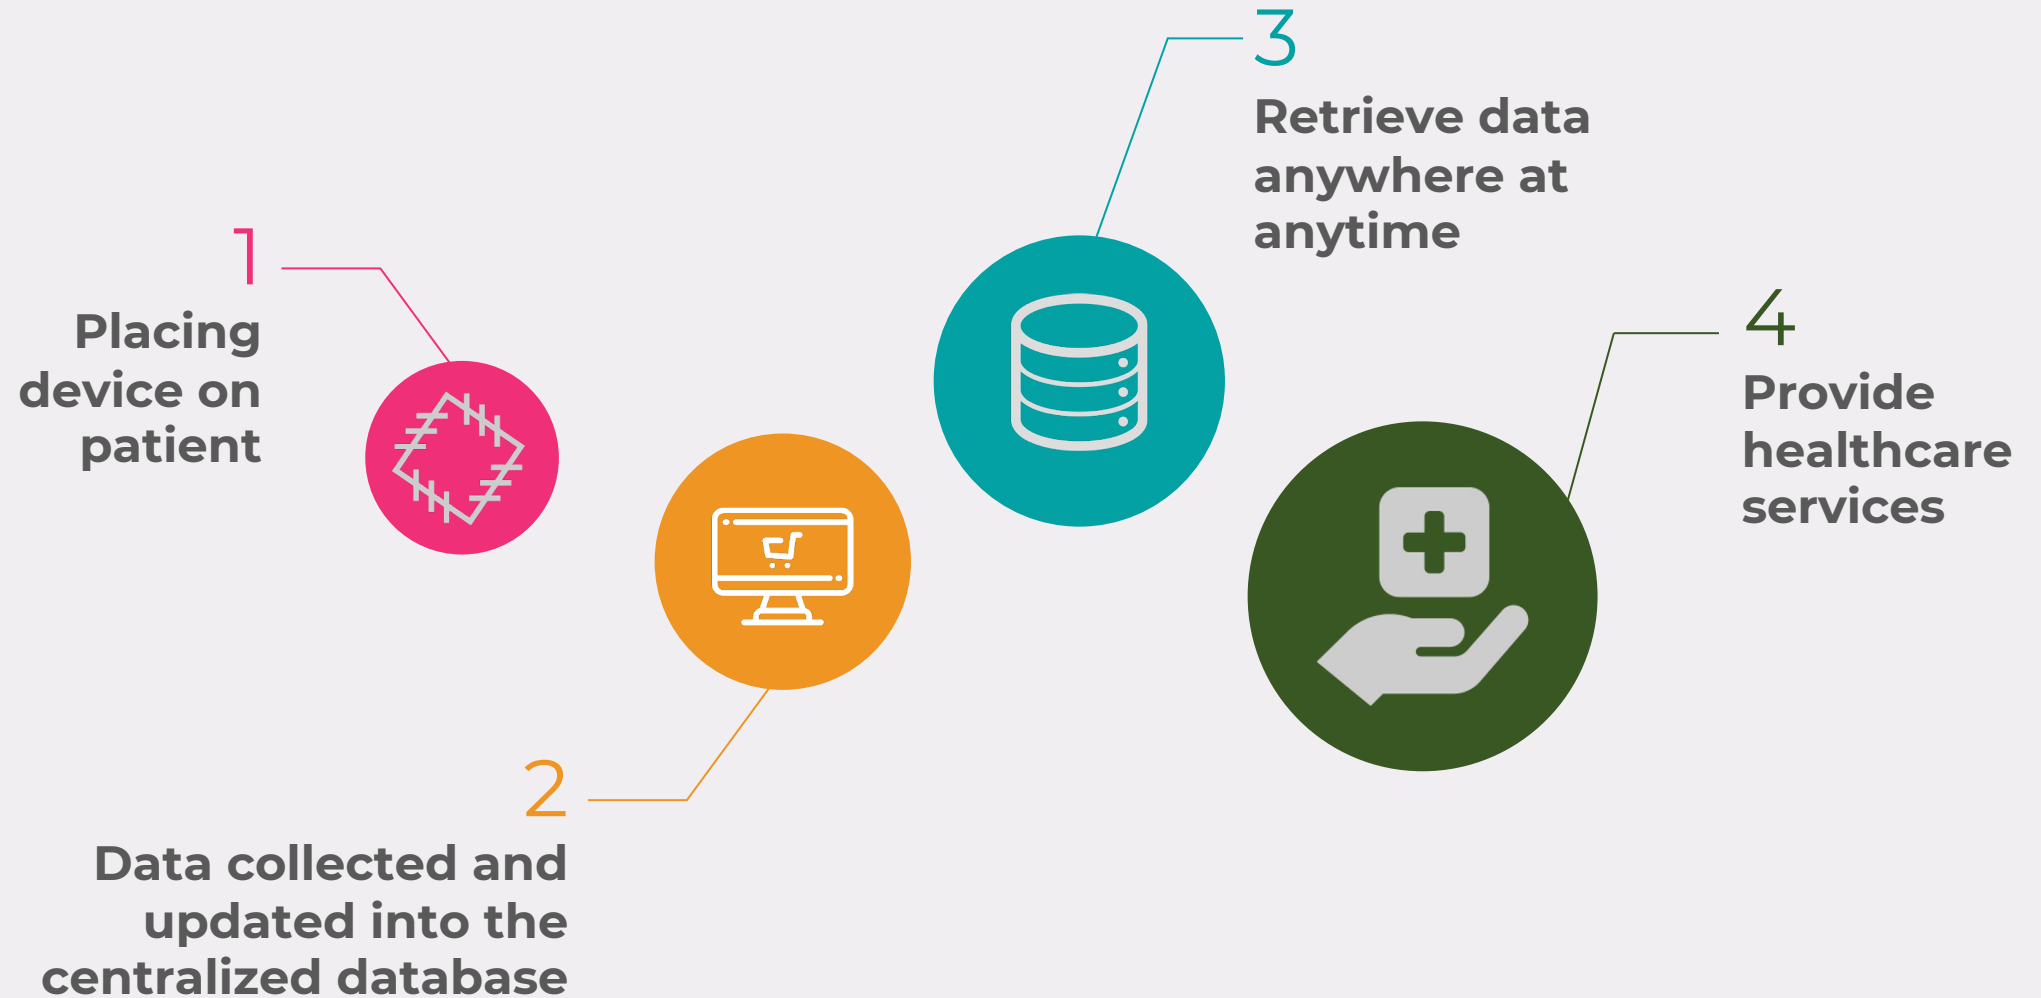 1
Placing
device on
patient
2
Data collected and
updated into the
centralized database
3
Retrieve data
anywhere at
anytime
4
Provide
healthcare
services